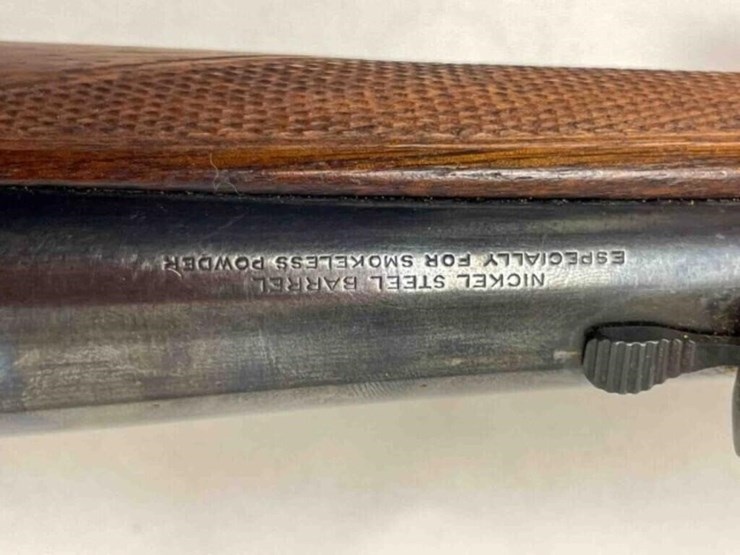 NICKEL STEEL BARREL
ESPECIALLY FOR SMOKELESS POWDER